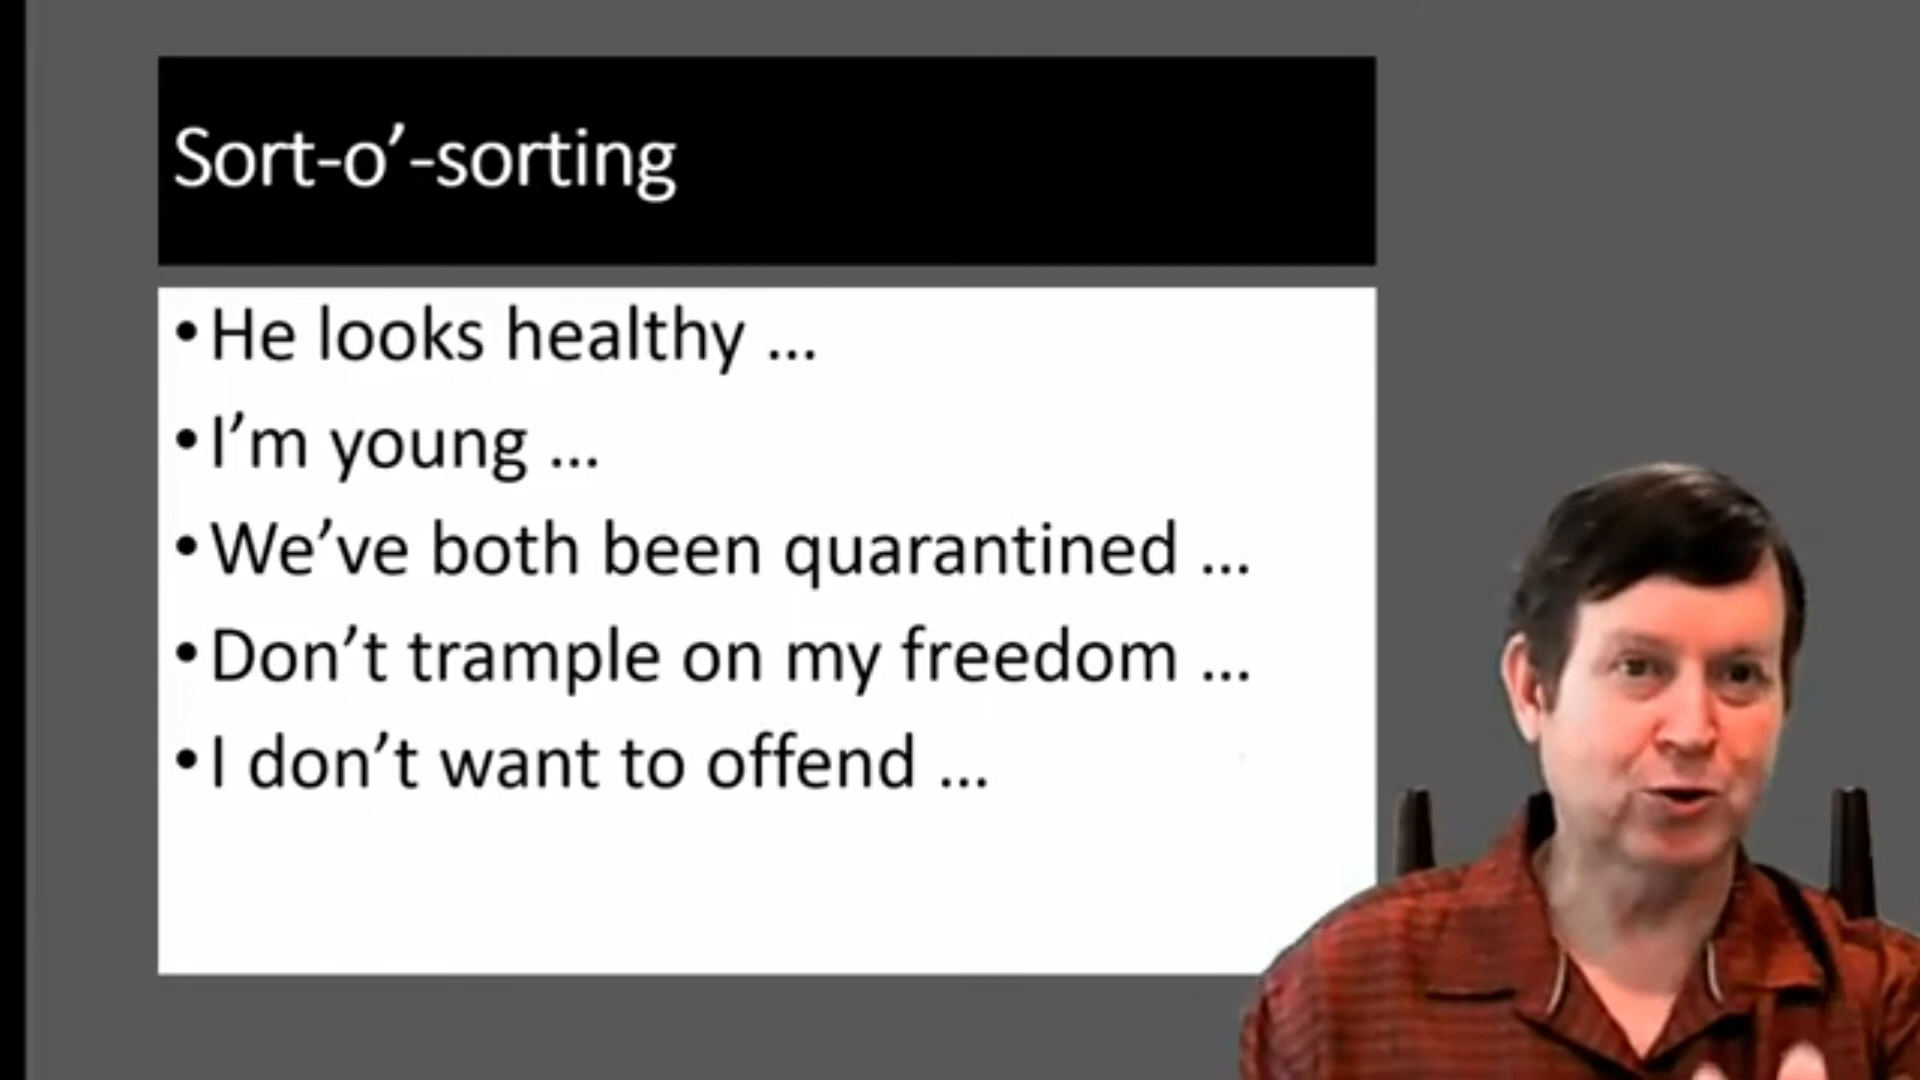 Sort-o’-sorting
•He looks healthy ...
•I’m young ...
•We’ve both been quarantined ...
•Don’t trample on my freedom ...
•I don’t want to offend ...